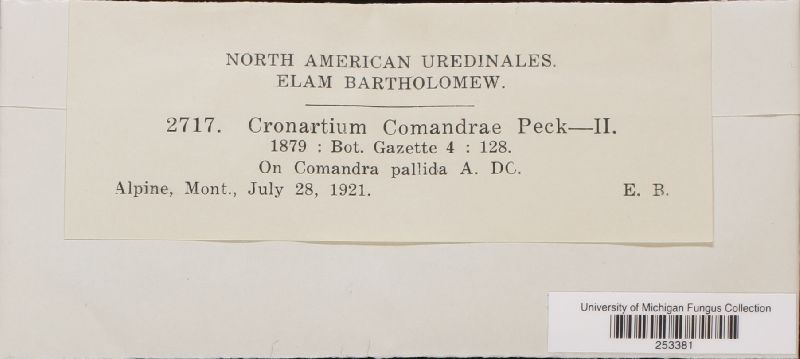 NORTH AMERICAN UREDINALES.
ELAM BARTHOLOMEW.
2717. Cronartium Comandrae Peck—II.
1879 : Bot. Gazette 4 : 128.
On Comandra pallida A. DC.
Alpine, Mont., July 28, 1921. E. B.
University of Michigan Fungus Collection
253381